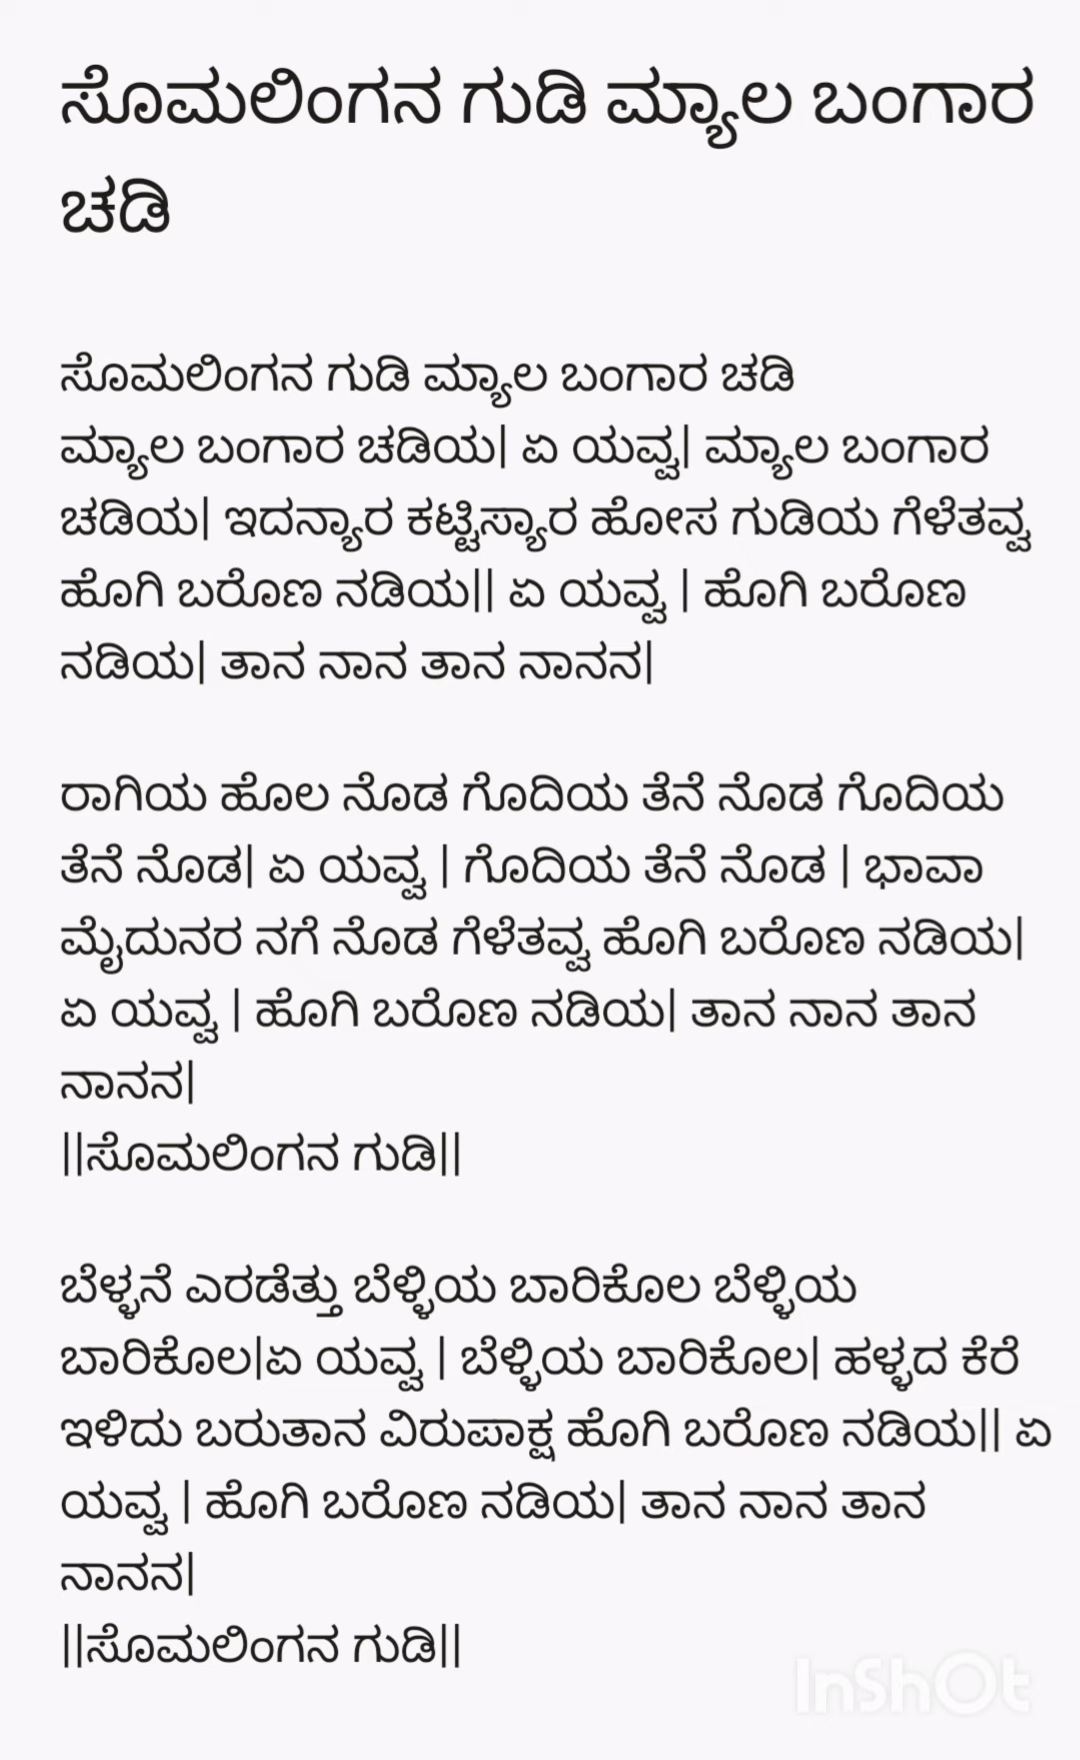 ಸೊಮಲಿಂಗನ ಗುಡಿ ಮ್ಯಾಲ ಬಂಗಾರ
ಚಡಿ
ಸೊಮಲಿಂಗನ ಗುಡಿ ಮ್ಯಾಲ ಬಂಗಾರ ಚಡಿ
ಮ್ಯಾಲ ಬಂಗಾರ ಚಡಿಯ| ಏ ಯವ್ವ| ಮ್ಯಾಲ ಬಂಗಾರ
ಚಡಿಯ| ಇದನ್ಯಾರ ಕಟ್ಟಿಸ್ಯಾರ ಹೋಸ ಗುಡಿಯ ಗೆಳೆತವ್ವ
ಹೊಗಿ ಬರೊಣ ನಡಿಯ|| ಏ ಯವ್ವ | ಹೊಗಿ ಬರೊಣ
ನಡಿಯ| ತಾನ ನಾನ ತಾನ ನಾನನ|
ರಾಗಿಯ ಹೊಲ ನೊಡ ಗೊದಿಯ ತೆನೆ ನೊಡ ಗೊದಿಯ
ತೆನೆ ನೊಡ| ಏ ಯವ್ವ | ಗೊದಿಯ ತೆನೆ ನೊಡ | ಭಾವಾ
ಮೈದುನರ ನಗೆ ನೊಡ ಗೆಳೆತವ್ವ ಹೊಗಿ ಬರೊಣ ನಡಿಯ|
ಏ ಯವ್ವ | ಹೊಗಿ ಬರೊಣ ನಡಿಯ| ತಾನ ನಾನ ತಾನ
ನಾನನ|
||ಸೊಮಲಿಂಗನ ಗುಡಿ||
ಬೆಳ್ಳನೆ ಎರಡೆತ್ತು ಬೆಳ್ಳಿಯ ಬಾರಿಕೊಲ ಬೆಳ್ಳಿಯ
ಬಾರಿಕೊಲ|ಏ ಯವ್ವ | ಬೆಳ್ಳಿಯ ಬಾರಿಕೊಲ| ಹಳ್ಳದ ಕೆರೆ
ಇಳಿದು ಬರುತಾನ ವಿರುಪಾಕ್ಷ ಹೊಗಿ ಬರೊಣ ನಡಿಯ|| ಏ
ಯವ್ವ | ಹೊಗಿ ಬರೊಣ ನಡಿಯ| ತಾನ ನಾನ ತಾನ
ನಾನನ|
||ಸೊಮಲಿಂಗನ ಗುಡಿ||
InShOt